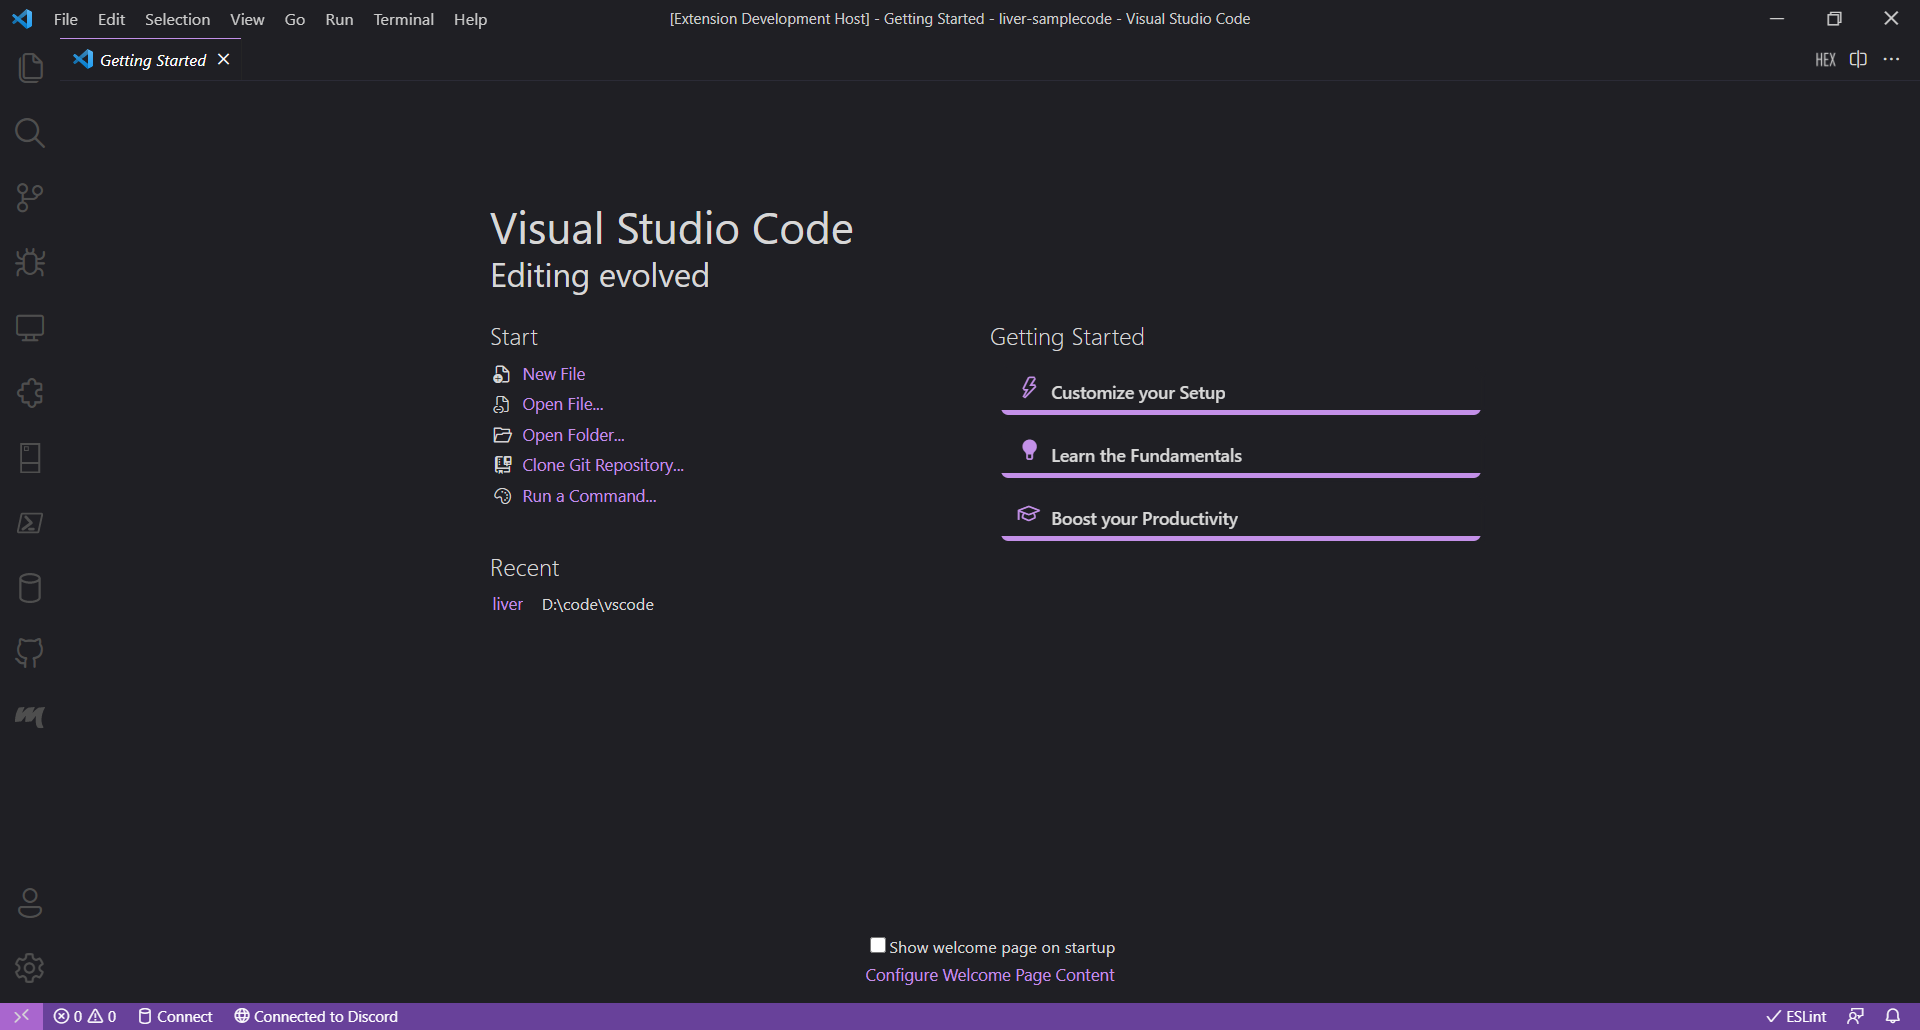 File Edit Selection View Go Run Terminal Help [Extension Development Host] - Getting Started - liver-samplecode - Visual Studio Code
Getting Started HEX
Visual Studio Code
Editing evolved
Start
New File
Open File...
Open Folder...
Clone Git Repository...
Run a Command...
Recent
liver D:\code\vscode
Getting Started
Customize your Setup
Learn the Fundamentals
Boost your Productivity
Show welcome page on startup
Configure Welcome Page Content
0 0 Connect Connected to Discord ESLint